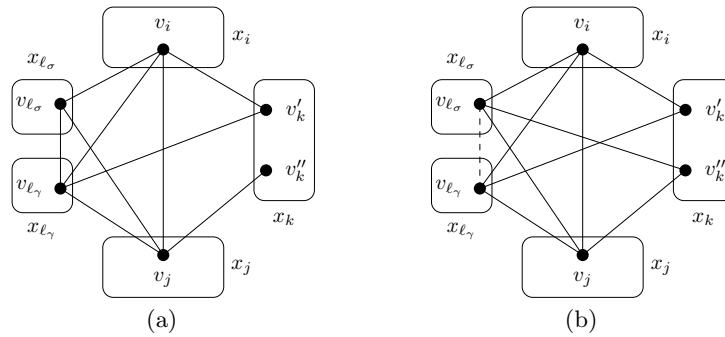 v_i
x_i
x_{ℓ_σ}
v_{ℓ_σ}
v'_k
v_{ℓ_γ}
v''_k
x_{ℓ_γ}
x_k
x_j
v_j
(a)
v_i
x_i
x_{ℓ_σ}
v_{ℓ_σ}
v'_k
v_{ℓ_γ}
v''_k
x_{ℓ_γ}
x_k
x_j
v_j
(b)